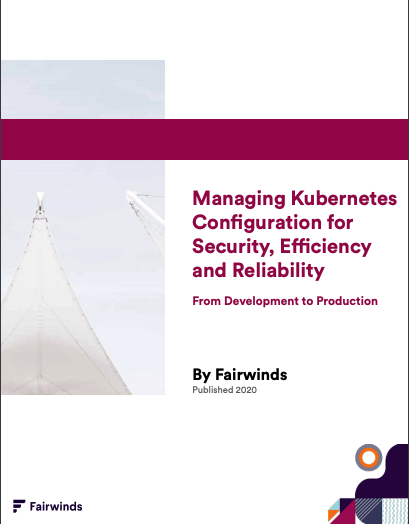 Managing Kubernetes
Configuration for
Security, Efficiency
and Reliability
From Development to Production
By Fairwinds
Published 2020
Fairwinds